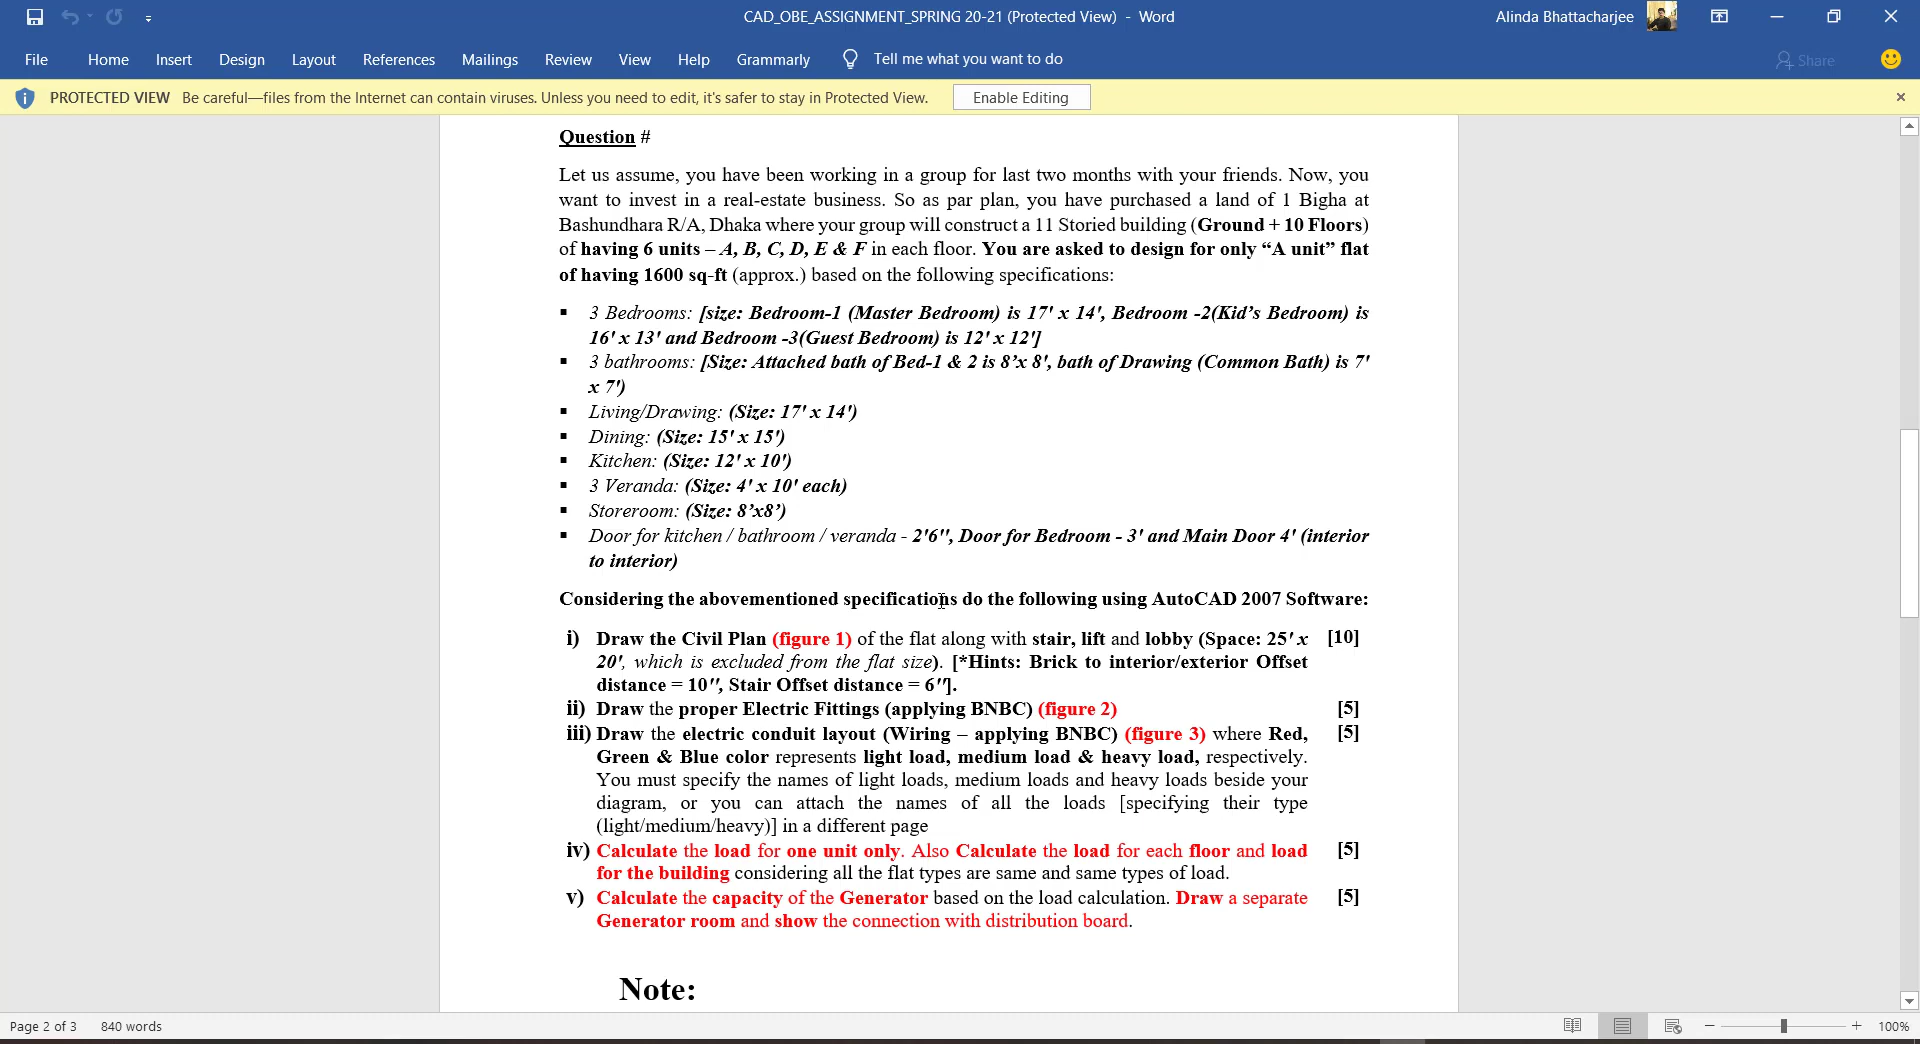 CAD_OBE_ASSIGNMENT_SPRING 20-21 (Protected View) - Word
Alinda Bhattacharjee
File Home Insert Design Layout References Mailings Review View Help Grammarly Tell me what you want to do
Share
PROTECTED VIEW Be careful—files from the Internet can contain viruses. Unless you need to edit, it's safer to stay in Protected View. Enable Editing
Question #
Let us assume, you have been working in a group for last two months with your friends. Now, you
want to invest in a real-estate business. So as par plan, you have purchased a land of 1 Bigha at
Bashundhara R/A, Dhaka where your group will construct a 11 Storied building (Ground + 10 Floors)
of having 6 units – A, B, C, D, E & F in each floor. You are asked to design for only “A unit” flat
of having 1600 sq-ft (approx.) based on the following specifications:
▪ 3 Bedrooms: [size: Bedroom-1 (Master Bedroom) is 17' x 14', Bedroom -2(Kid’s Bedroom) is
16' x 13' and Bedroom -3(Guest Bedroom) is 12' x 12']
▪ 3 bathrooms: [Size: Attached bath of Bed-1 & 2 is 8’x 8', bath of Drawing (Common Bath) is 7'
x 7')
▪ Living/Drawing: (Size: 17' x 14')
▪ Dining: (Size: 15' x 15')
▪ Kitchen: (Size: 12' x 10')
▪ 3 Veranda: (Size: 4' x 10' each)
▪ Storeroom: (Size: 8’x8’)
▪ Door for kitchen / bathroom / veranda - 2'6", Door for Bedroom - 3' and Main Door 4' (interior
to interior)
Considering the abovementioned specifications do the following using AutoCAD 2007 Software:
i) Draw the Civil Plan (figure 1) of the flat along with stair, lift and lobby (Space: 25' x [10]
20', which is excluded from the flat size). [*Hints: Brick to interior/exterior Offset
distance = 10", Stair Offset distance = 6"].
ii) Draw the proper Electric Fittings (applying BNBC) (figure 2) [5]
iii) Draw the electric conduit layout (Wiring – applying BNBC) (figure 3) where Red, [5]
Green & Blue color represents light load, medium load & heavy load, respectively.
You must specify the names of light loads, medium loads and heavy loads beside your
diagram, or you can attach the names of all the loads [specifying their type
(light/medium/heavy)] in a different page
iv) Calculate the load for one unit only. Also Calculate the load for each floor and load [5]
for the building considering all the flat types are same and same types of load.
v) Calculate the capacity of the Generator based on the load calculation. Draw a separate [5]
Generator room and show the connection with distribution board.
Note:
Page 2 of 3 840 words
100%